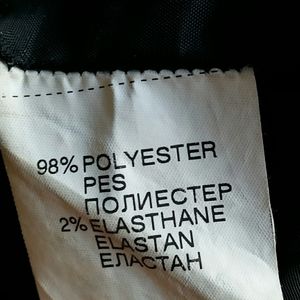 98% POLYESTER
PES
ПОЛИЕСТЕР
2% ELASTHANE
ELASTAN
ЕЛАСТАН